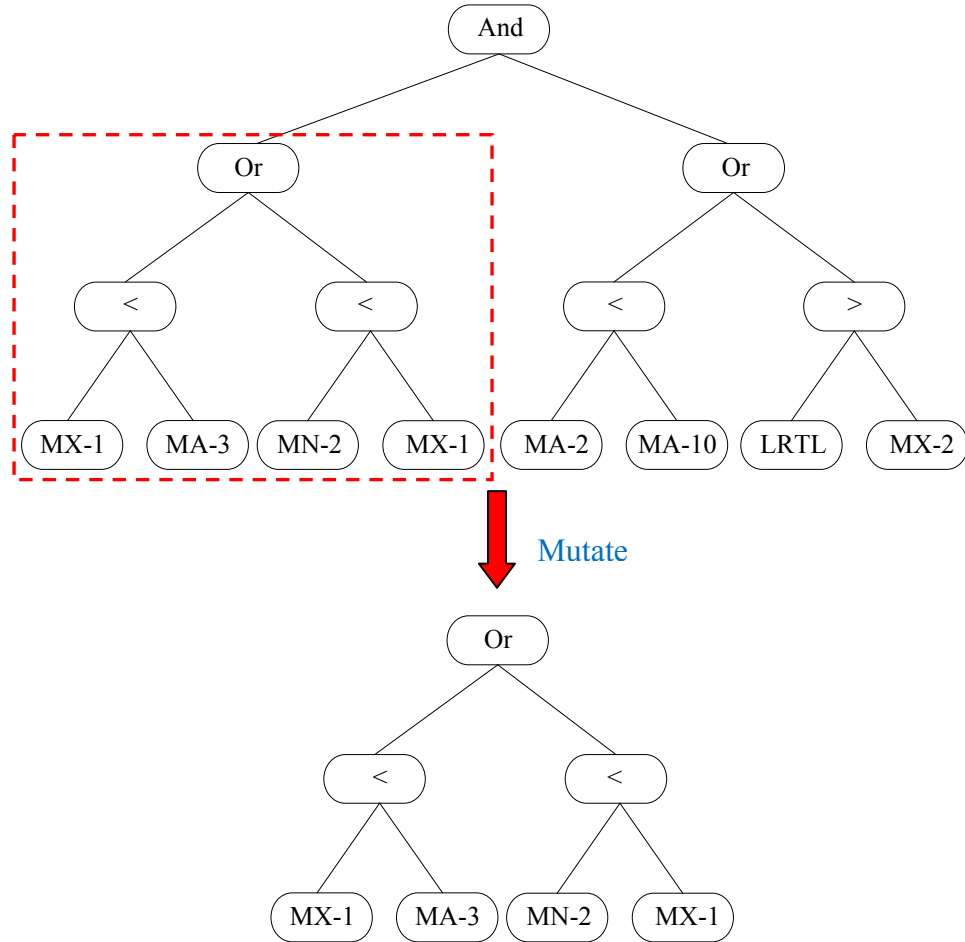 And
Or Or
< < < >
MX-1 MA-3 MN-2 MX-1 MA-2 MA-10 LRTL MX-2
Mutate
Or
< <
MX-1 MA-3 MN-2 MX-1